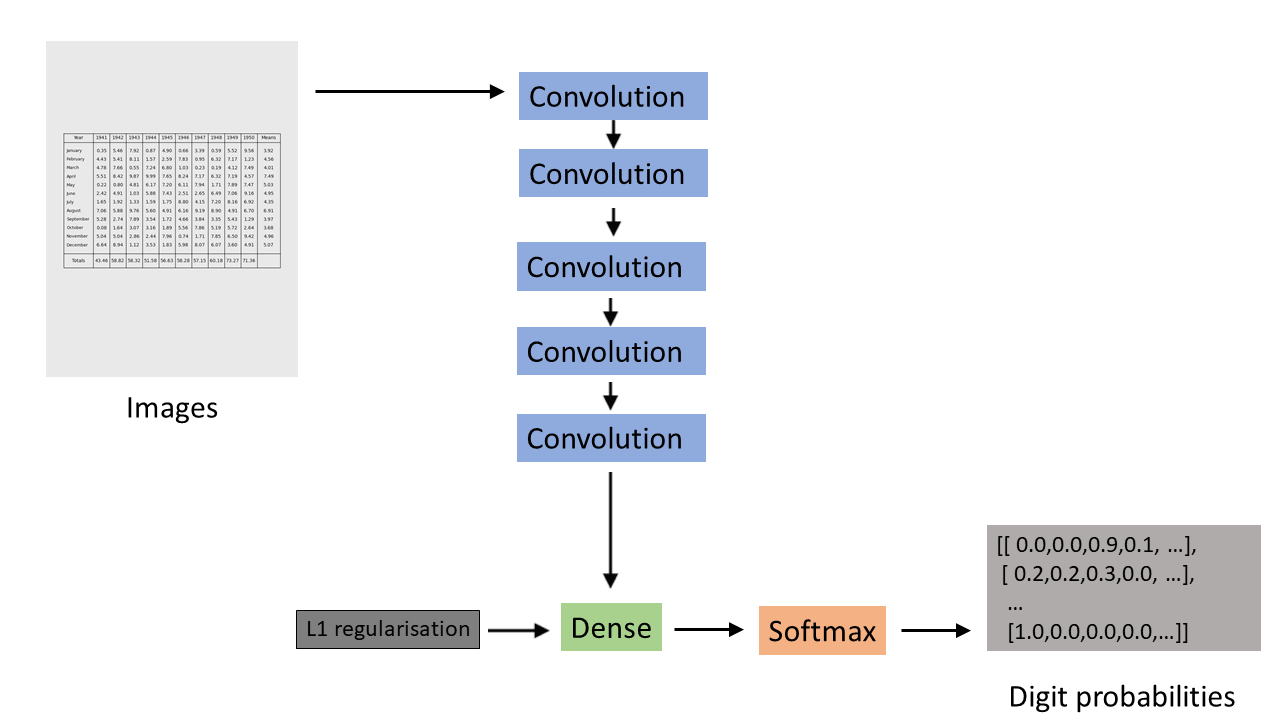 Year 1941 1942 1943 1944 1945 1946 1947 1948 1949 1950 Means
January 0.35 5.46 7.92 0.87 4.90 0.66 3.39 0.59 5.52 9.56 3.92
February 4.43 5.41 8.11 1.57 2.59 7.83 0.95 6.32 7.17 1.23 4.56
March 4.78 7.66 0.55 7.24 6.80 1.03 0.23 0.19 4.12 7.49 4.01
April 5.51 8.42 9.87 9.99 7.65 8.24 7.17 6.32 7.19 4.57 7.49
May 0.22 0.80 4.81 6.17 7.20 6.11 7.94 1.71 7.89 7.47 5.03
June 2.42 4.91 1.03 5.88 7.43 2.51 2.65 6.49 7.06 9.16 4.95
July 1.65 1.92 1.33 1.59 1.75 8.80 4.15 7.20 8.16 6.92 4.35
August 7.06 5.88 9.76 5.60 4.91 6.16 9.19 8.90 4.91 6.70 6.91
September 5.28 2.74 7.89 3.54 1.72 4.66 3.84 3.35 5.43 1.29 3.97
October 0.08 1.64 3.07 3.16 1.89 5.56 7.86 5.19 5.72 2.64 3.68
November 5.04 5.04 2.86 2.44 7.96 0.74 1.71 7.85 6.50 9.42 4.96
December 6.64 8.94 1.12 3.53 1.83 5.98 8.07 6.07 3.60 4.91 5.07
Totals 43.46 58.82 58.32 51.58 56.63 58.28 57.15 60.18 73.27 71.36
Images
Convolution
Convolution
Convolution
Convolution
Convolution
L1 regularisation
Dense
Softmax
[[ 0.0,0.0,0.9,0.1, ...],
[ 0.2,0.2,0.3,0.0, ...],
...
[1.0,0.0,0.0,0.0,...]]
Digit probabilities